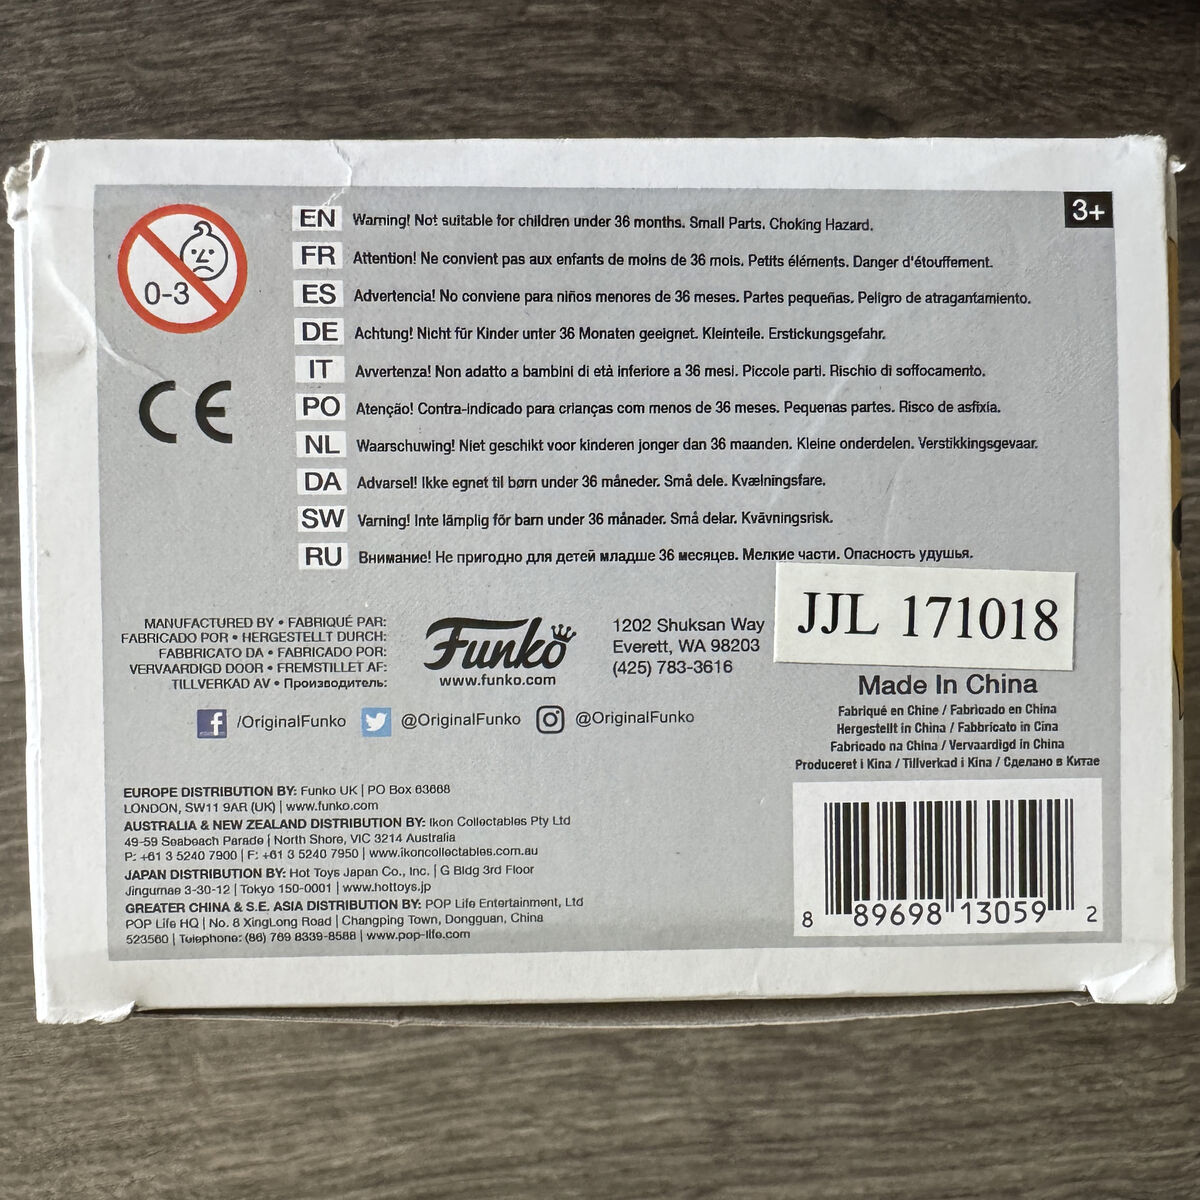 3+
0-3
CE
EN Warning! Not suitable for children under 36 months. Small Parts. Choking Hazard.
FR Attention! Ne convient pas aux enfants de moins de 36 mois. Petits éléments. Danger d'étouffement.
ES Advertencia! No conviene para niños menores de 36 meses. Partes pequeñas. Peligro de atragantamiento.
DE Achtung! Nicht für Kinder unter 36 Monaten geeignet. Kleinteile. Erstickungsgefahr.
IT Avvertenza! Non adatto a bambini di età inferiore a 36 mesi. Piccole parti. Rischio di soffocamento.
PO Atenção! Contra-indicado para crianças com menos de 36 meses. Pequenas partes. Risco de asfixia.
NL Waarschuwing! Niet geschikt voor kinderen jonger dan 36 maanden. Kleine onderdelen. Verstikkingsgevaar.
DA Advarsel! Ikke egnet til børn under 36 måneder. Små dele. Kvælningsfare.
SW Varning! Inte lämplig för barn under 36 månader. Små delar. Kvävningsrisk.
RU Внимание! Не пригодно для детей младше 36 месяцев. Мелкие части. Опасность удушья.
MANUFACTURED BY • FABRIQUÉ PAR:
FABRICADO POR • HERGESTELLT DURCH:
FABBRICATO DA • FABRICADO POR:
VERVAARDIGD DOOR • FREMSTILLET AF:
TILLVERKAD AV • Производитель:
Funko
www.funko.com
1202 Shuksan Way
Everett, WA 98203
(425) 783-3616
JJL 171018
/OriginalFunko @OriginalFunko @OriginalFunko
Made In China
Fabriqué en Chine / Fabricado en China
Hergestellt in China / Fabbricato in Cina
Fabricado na China / Vervaardigd in China
Produceret i Kina / Tillverkad i Kina / Сделано в Китае
EUROPE DISTRIBUTION BY: Funko UK | PO Box 63668
LONDON, SW11 9AR (UK) | www.funko.com
AUSTRALIA & NEW ZEALAND DISTRIBUTION BY: Ikon Collectables Pty Ltd
49-59 Seabeach Parade | North Shore, VIC 3214 Australia
P: +61 3 5240 7900 | F: +61 3 5240 7950 | www.ikoncollectables.com.au
JAPAN DISTRIBUTION BY: Hot Toys Japan Co., Inc. | G Bldg 3rd Floor
Jingumae 3-30-12 | Tokyo 150-0001 | www.hottoys.jp
GREATER CHINA & S.E. ASIA DISTRIBUTION BY: POP Life Entertainment, Ltd
POP Life HQ | No. 8 XingLong Road | Changping Town, Dongguan, China
523560 | Telephone: (86) 769 8339-8588 | www.pop-life.com
8 89698 13059 2